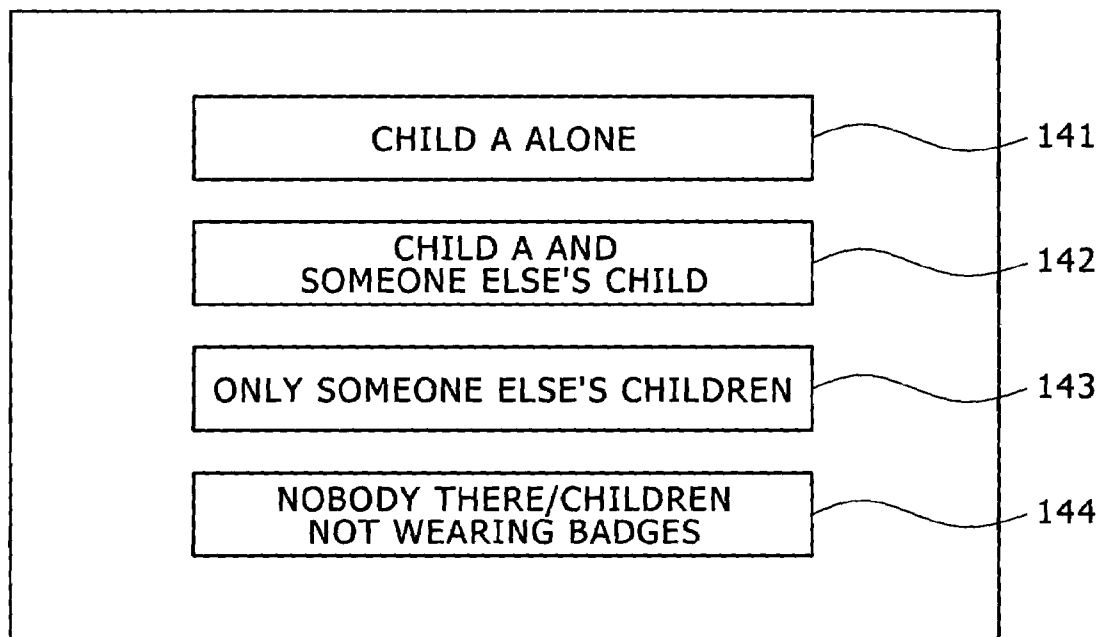 CHILD A ALONE
141
CHILD A AND
SOMEONE ELSE'S CHILD
142
ONLY SOMEONE ELSE'S CHILDREN
143
NOBODY THERE/CHILDREN
NOT WEARING BADGES
144